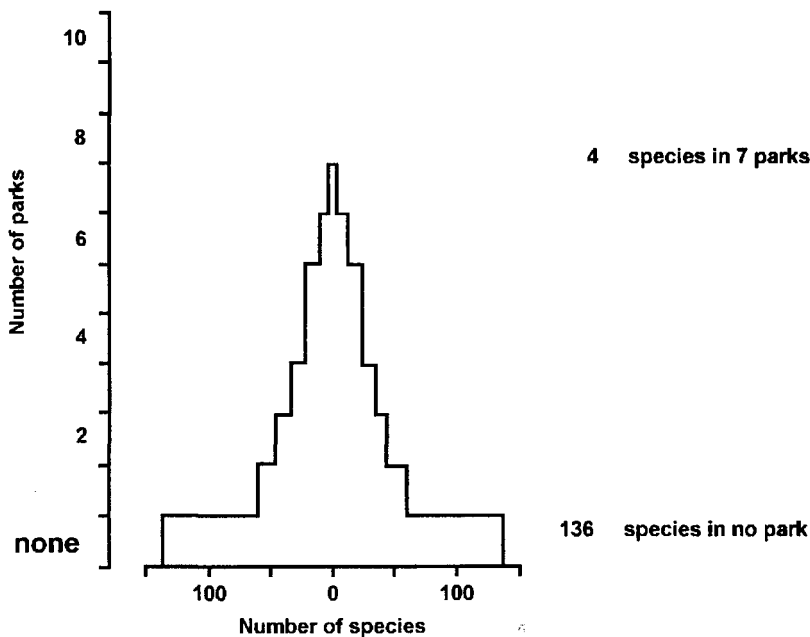 10
8
6
4
2
none
Number of parks
4 species in 7 parks
136 species in no park
100 0 100
Number of species